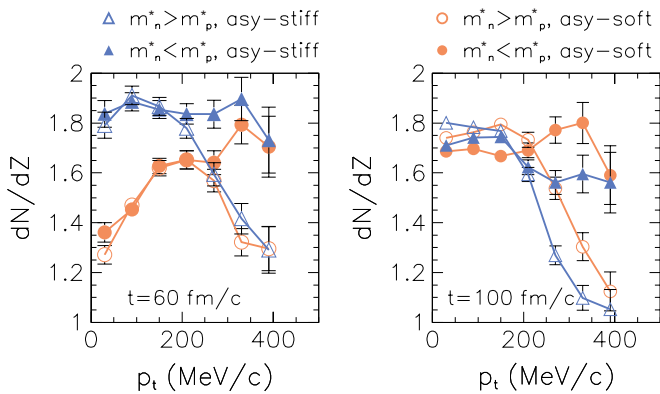 m*n>m*p, asy-stiff
m*n<m*p, asy-stiff
m*n>m*p, asy-soft
m*n<m*p, asy-soft
dN/dZ
2
1.8
1.6
1.4
1.2
1
t=60 fm/c
0 200 400
pt (MeV/c)
dN/dZ
2
1.8
1.6
1.4
1.2
1
t=100 fm/c
0 200 400
pt (MeV/c)